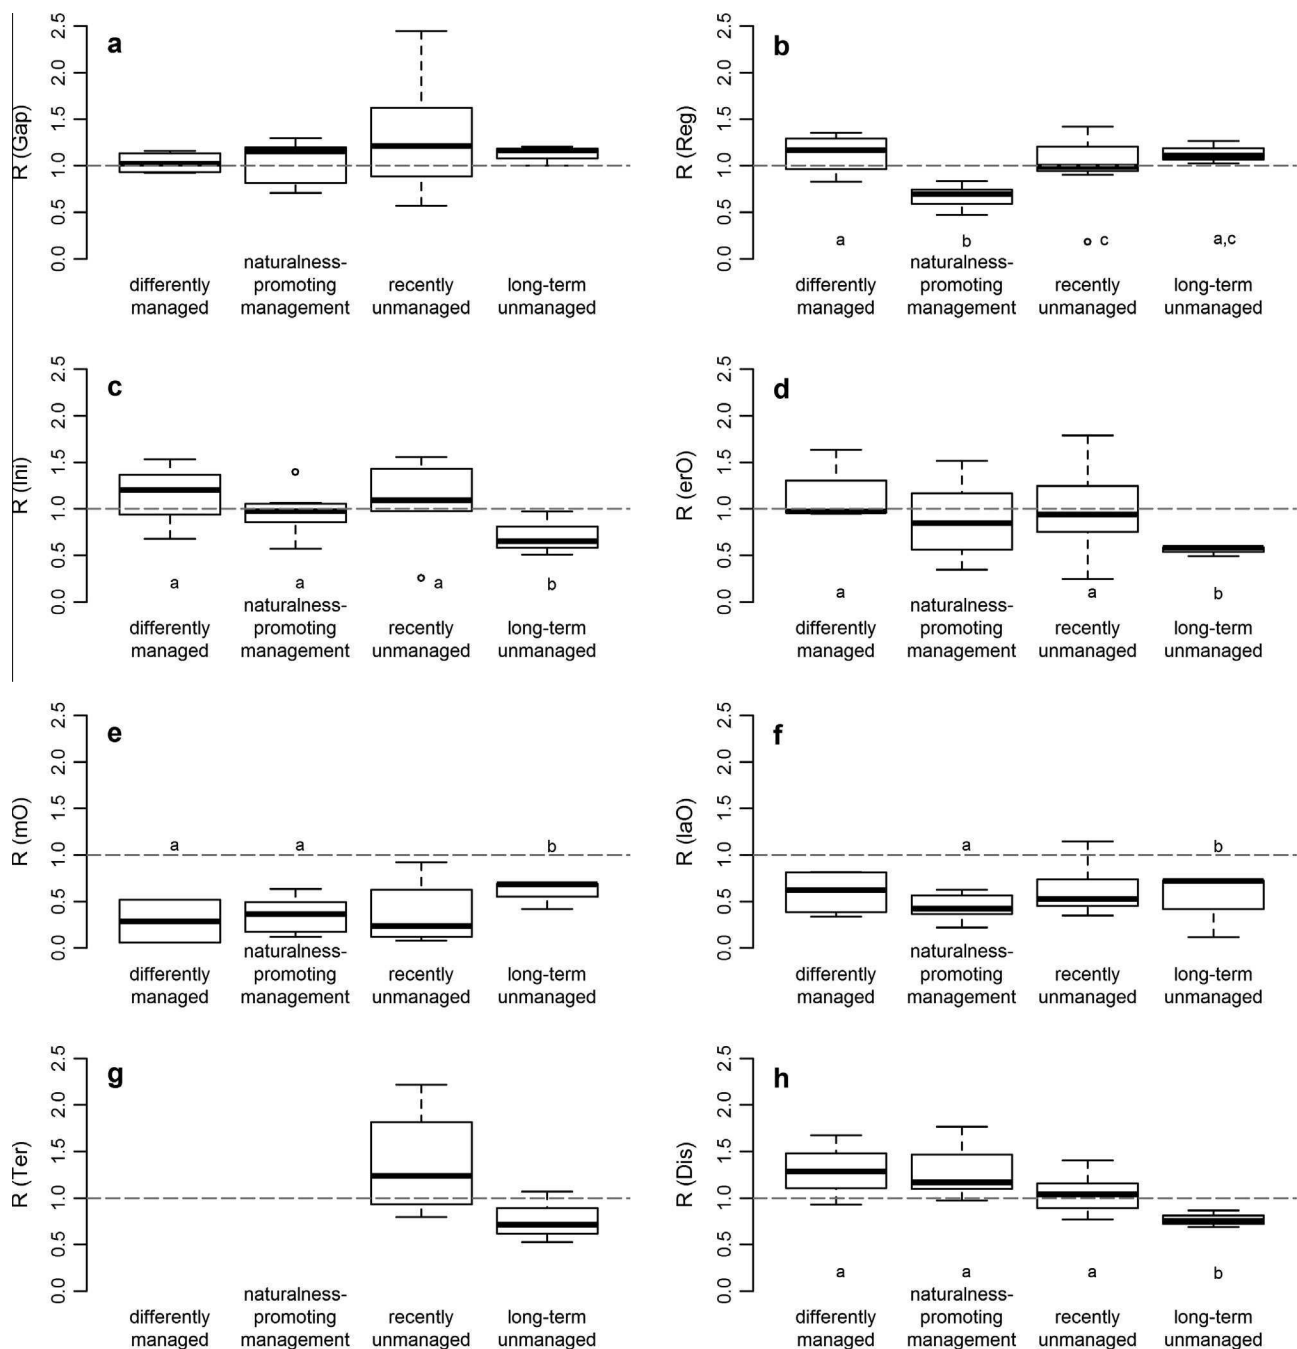 a
R (Gap)
0.0 0.5 1.0 1.5 2.0 2.5
differently
managed
naturalness-
promoting
management
recently
unmanaged
long-term
unmanaged
b
R (Reg)
0.0 0.5 1.0 1.5 2.0 2.5
a b c a,c
differently
managed
naturalness-
promoting
management
recently
unmanaged
long-term
unmanaged
c
R (Ini)
0.0 0.5 1.0 1.5 2.0 2.5
a a a b
differently
managed
naturalness-
promoting
management
recently
unmanaged
long-term
unmanaged
d
R (erO)
0.0 0.5 1.0 1.5 2.0 2.5
a a b
differently
managed
naturalness-
promoting
management
recently
unmanaged
long-term
unmanaged
e
R (mO)
0.0 0.5 1.0 1.5 2.0 2.5
a a b
differently
managed
naturalness-
promoting
management
recently
unmanaged
long-term
unmanaged
f
R (laO)
0.0 0.5 1.0 1.5 2.0 2.5
a b
differently
managed
naturalness-
promoting
management
recently
unmanaged
long-term
unmanaged
g
R (Ter)
0.0 0.5 1.0 1.5 2.0 2.5
differently
managed
naturalness-
promoting
management
recently
unmanaged
long-term
unmanaged
h
R (Dis)
0.0 0.5 1.0 1.5 2.0 2.5
a a a b
differently
managed
naturalness-
promoting
management
recently
unmanaged
long-term
unmanaged